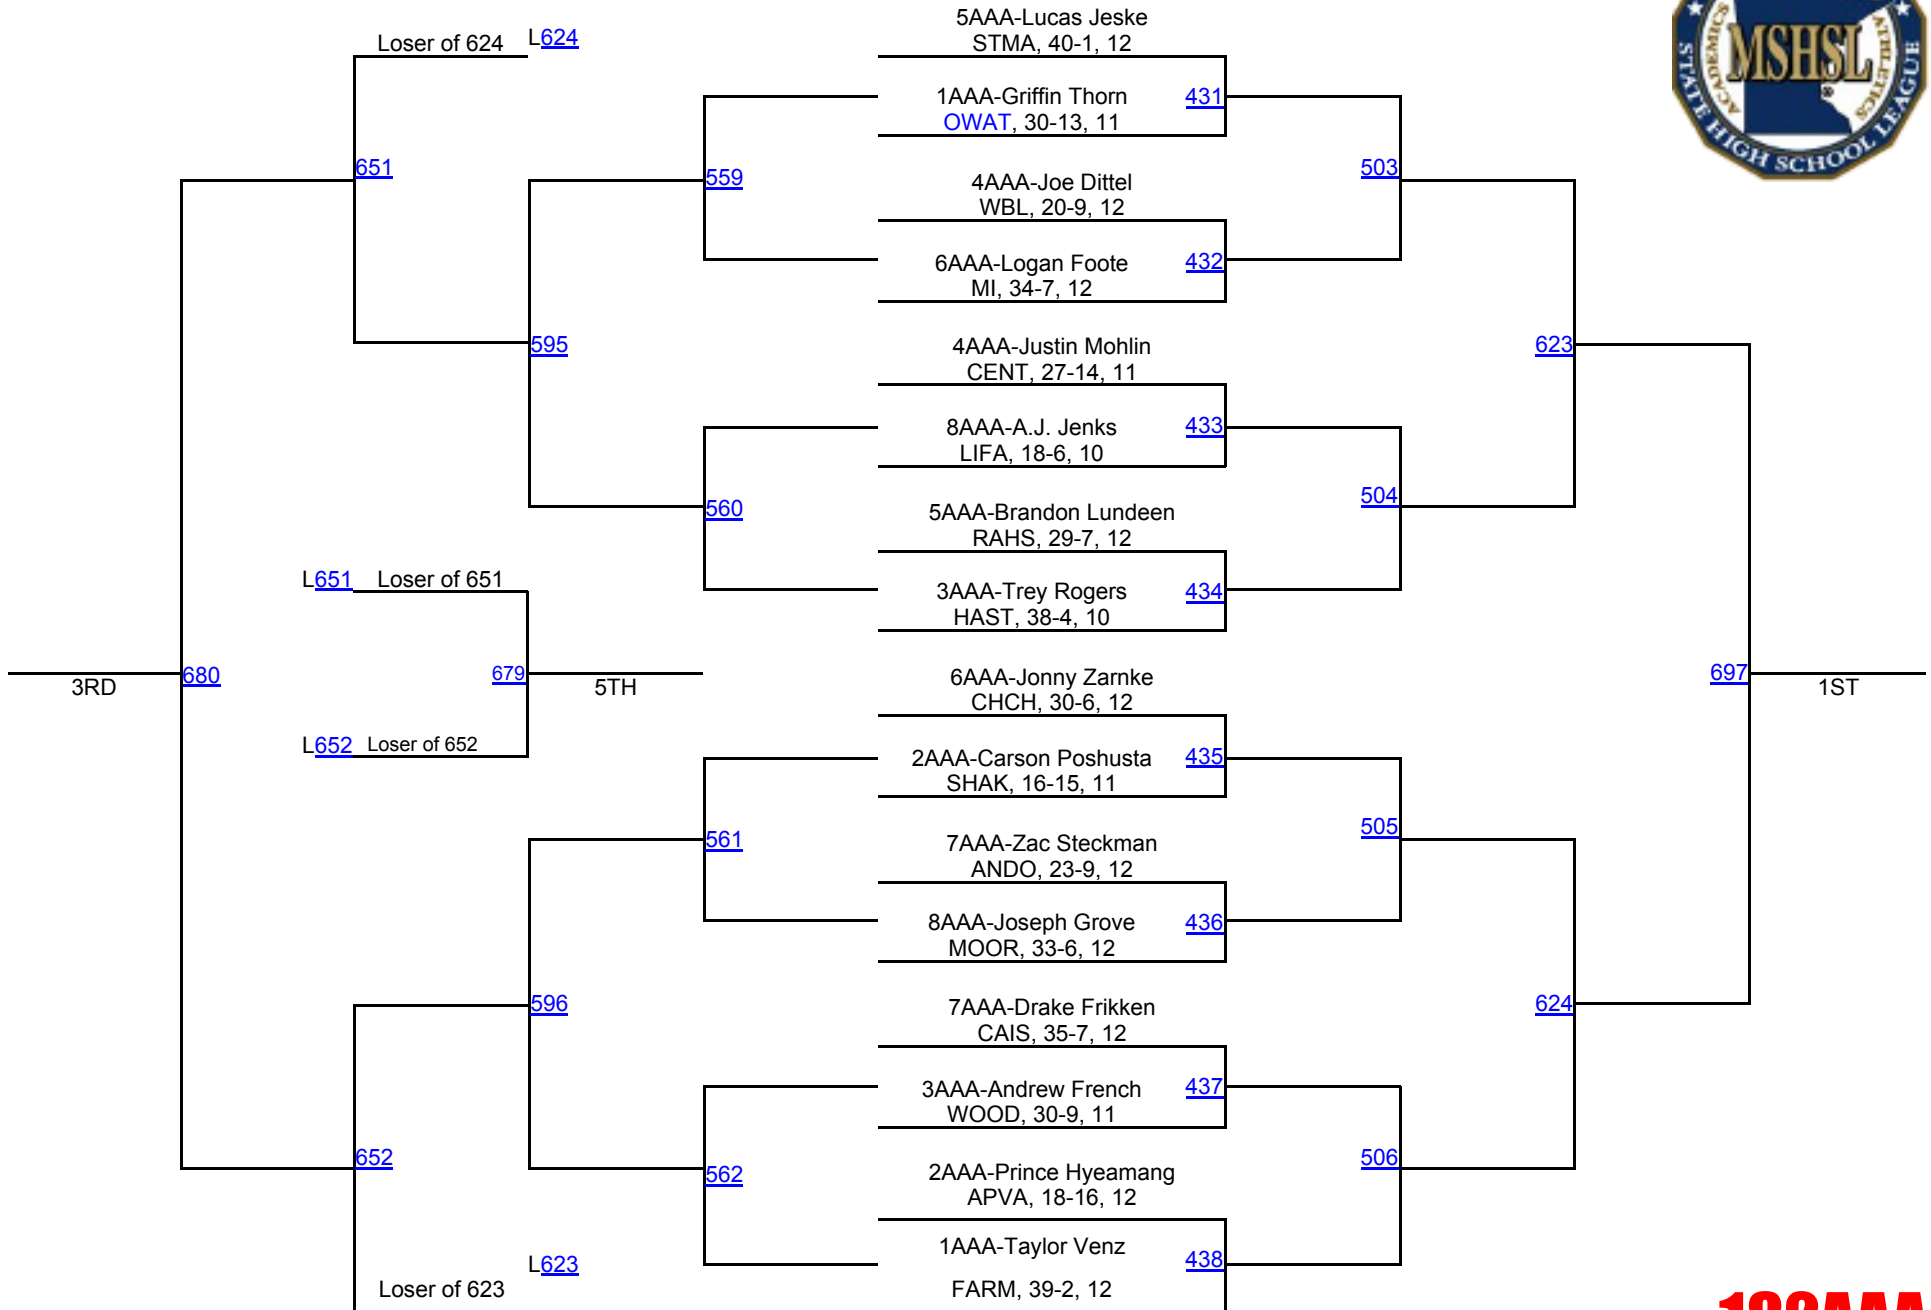 Loser of 624
L624
651
559
595
560
L651
Loser of 651
680
3RD
679
5TH
L652
Loser of 652
561
596
652
562
L623
Loser of 623
5AAA-Lucas Jeske
STMA, 40-1, 12
1AAA-Griffin Thorn
OWAT, 30-13, 11
431
4AAA-Joe Dittel
WBL, 20-9, 12
6AAA-Logan Foote
MI, 34-7, 12
432
4AAA-Justin Mohlin
CENT, 27-14, 11
8AAA-A.J. Jenks
LIFA, 18-6, 10
433
5AAA-Brandon Lundeen
RAHS, 29-7, 12
3AAA-Trey Rogers
HAST, 38-4, 10
434
6AAA-Jonny Zarnke
CHCH, 30-6, 12
2AAA-Carson Poshusta
SHAK, 16-15, 11
435
7AAA-Zac Steckman
ANDO, 23-9, 12
8AAA-Joseph Grove
MOOR, 33-6, 12
436
7AAA-Drake Frikken
CAIS, 35-7, 12
3AAA-Andrew French
WOOD, 30-9, 11
437
2AAA-Prince Hyeamang
APVA, 18-16, 12
1AAA-Taylor Venz
FARM, 39-2, 12
438
503
504
505
506
623
624
697
1ST
ACADEMICS
MSHSL
®
ATHLETICS
STATE HIGH SCHOOL LEAGUE